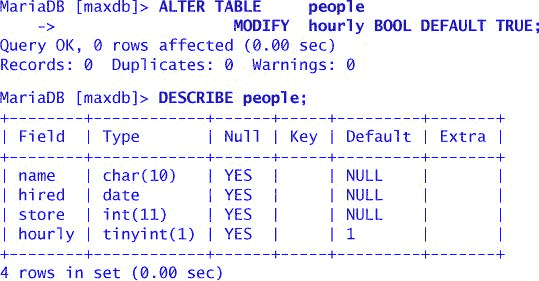 MariaDB [maxdb]> ALTER TABLE     people
    ->                  MODIFY  hourly BOOL DEFAULT TRUE;
Query OK, 0 rows affected (0.00 sec)
Records: 0  Duplicates: 0  Warnings: 0
MariaDB [maxdb]> DESCRIBE people;
+--------+------------+------+-----+---------+-------+
| Field  | Type       | Null | Key | Default | Extra |
+--------+------------+------+-----+---------+-------+
| name   | char(10)   | YES  |     | NULL    |       |
| hired  | date       | YES  |     | NULL    |       |
| store  | int(11)    | YES  |     | NULL    |       |
| hourly | tinyint(1) | YES  |     | 1       |       |
+--------+------------+------+-----+---------+-------+
4 rows in set (0.00 sec)